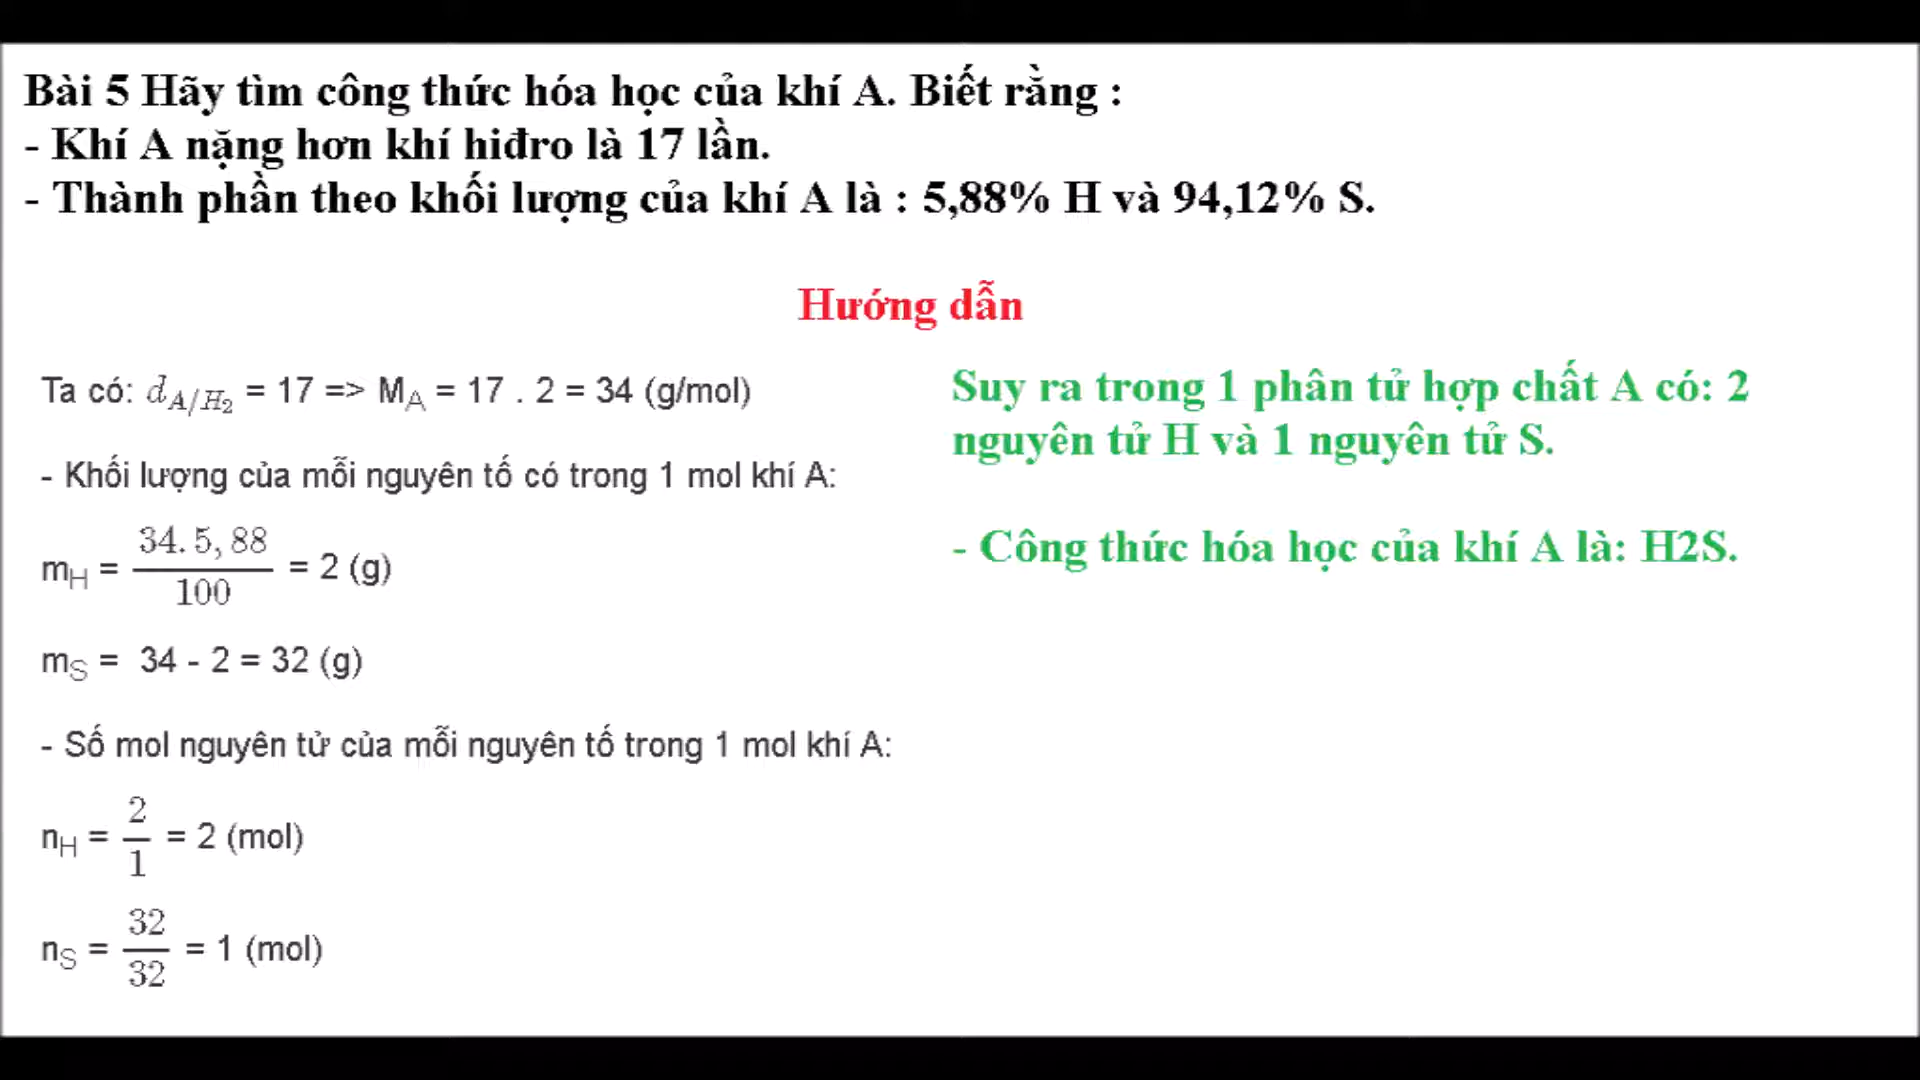 Bài 5 Hãy tìm công thức hóa học của khí A. Biết rằng :
- Khí A nặng hơn khí hiđro là 17 lần.
- Thành phần theo khối lượng của khí A là : 5,88% H và 94,12% S.
Hướng dẫn
Ta có: d_{A/H_2} = 17 => M_A = 17 . 2 = 34 (g/mol)
- Khối lượng của mỗi nguyên tố có trong 1 mol khí A:
m_H = \frac{34. 5, 88}{100} = 2 (g)
m_S = 34 - 2 = 32 (g)
- Số mol nguyên tử của mỗi nguyên tố trong 1 mol khí A:
n_H = \frac{2}{1} = 2 (mol)
n_S = \frac{32}{32} = 1 (mol)
Suy ra trong 1 phân tử hợp chất A có: 2
nguyên tử H và 1 nguyên tử S.
- Công thức hóa học của khí A là: H2S.